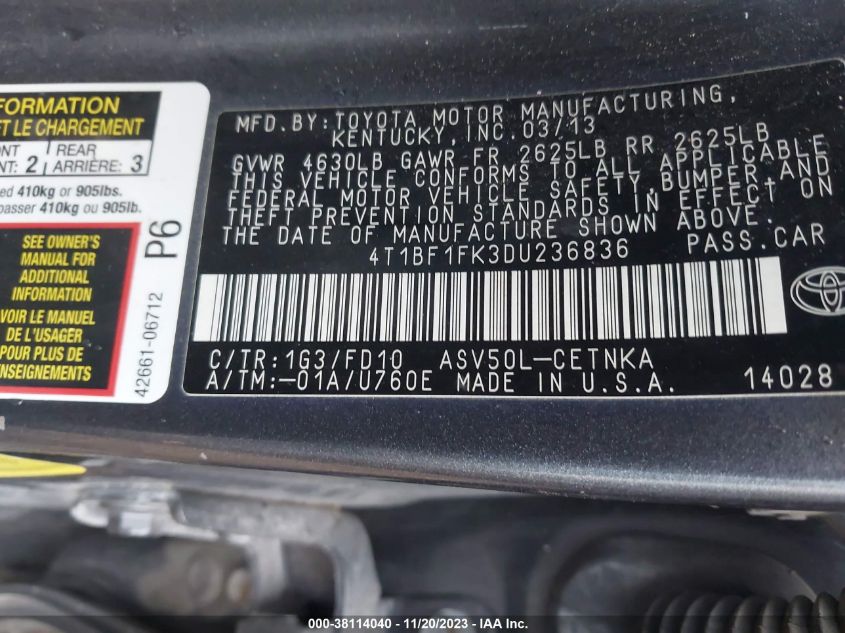 FORMATION
ET LE CHARGEMENT
REAR
2 ARRIÈRE: 3
410kg or 905lbs.
410kg ou 905lb.
SEE OWNER'S
MANUAL FOR
ADDITIONAL
INFORMATION
VOIR LE MANUEL
DE L'USAGER
POUR PLUS DE
RENSEIGNEMENTS
P6
42661-06712
MFD. BY: TOYOTA MOTOR MANUFACTURING,
KENTUCKY, INC. 03/13
GVWR 4630LB GAWR FR 2625LB RR 2625LB
THIS VEHICLE CONFORMS TO ALL APPLICABLE
FEDERAL MOTOR VEHICLE SAFETY, BUMPER, AND
THEFT PREVENTION STANDARDS IN EFFECT ON
THE DATE OF MANUFACTURE SHOWN ABOVE.
4T1BF1FK3DU236836 PASS. CAR
C/TR: 1G3/FD10 ASV50L-CETNKA
A/TM: -01A/U760E MADE IN U.S.A. 14028
000-38114040 - 11/20/2023 - IAA Inc.